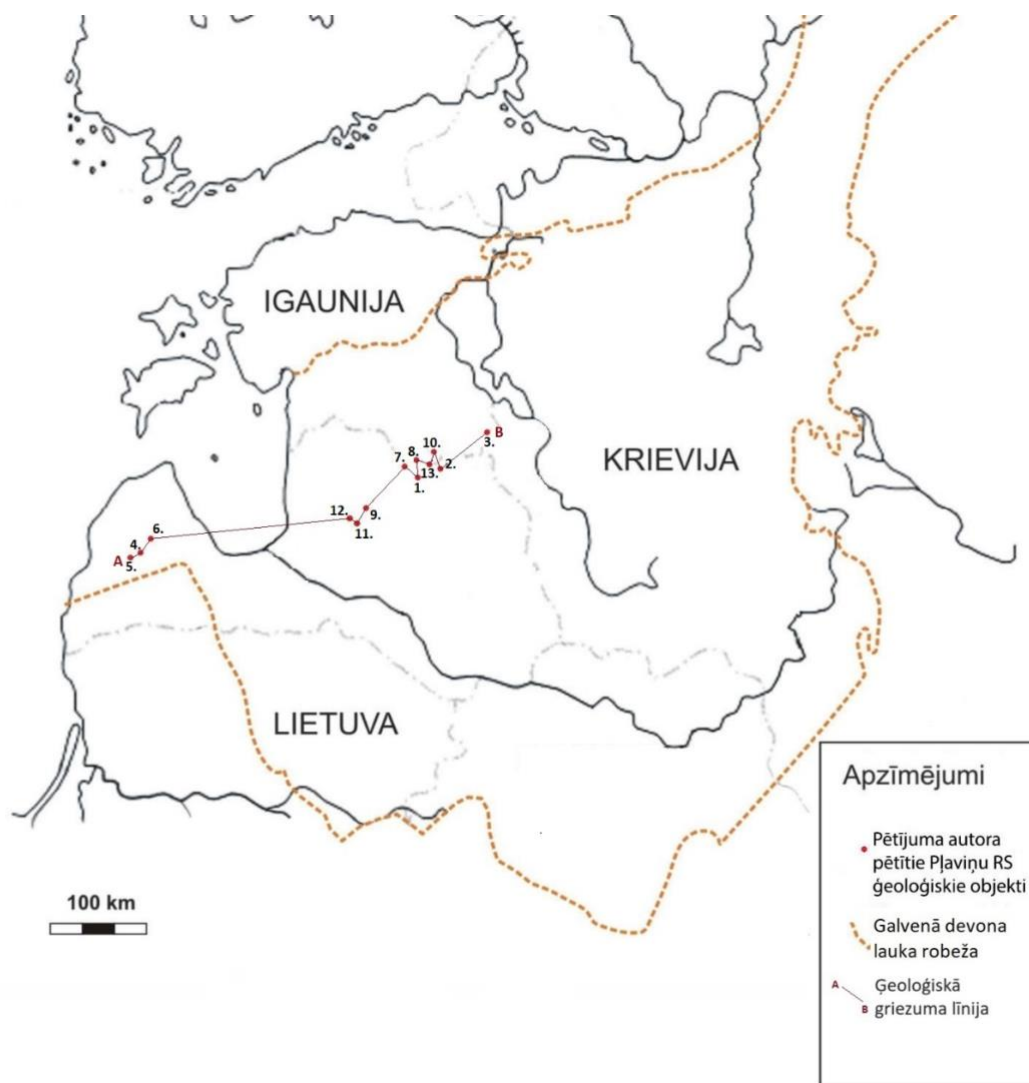 IGAUNIJA
KRIEVIJA
10.
B
3.
8.
7.
2.
13.
1.
12.
9.
11.
6.
4.
A
5.
LIETUVA
Apzīmējumi
Pētījuma autora
pētītie Pļaviņu RS
ģeoloģiskie objekti
Galvenā devona
lauka robeža
A
Ģeoloģiskā
griezuma līnija
B
100 km